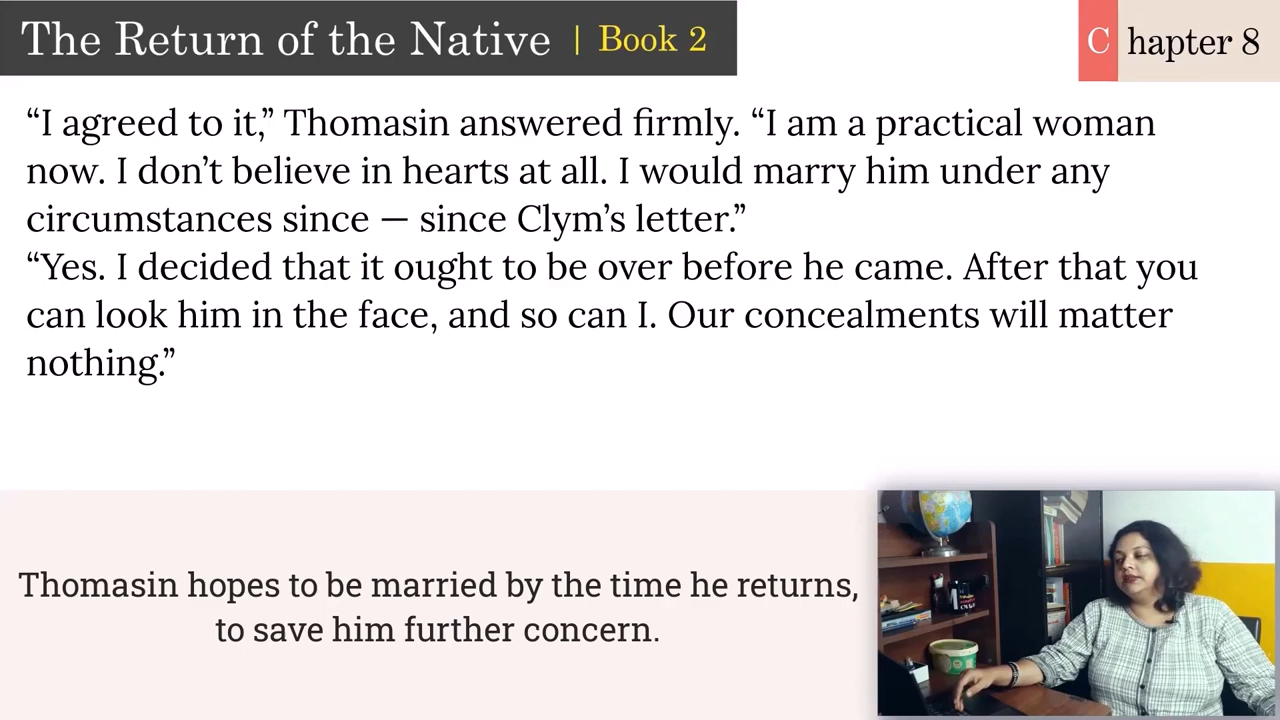 The Return of the Native | Book 2
Chapter 8
“I agreed to it,” Thomasin answered firmly. “I am a practical woman
now. I don’t believe in hearts at all. I would marry him under any
circumstances since — since Clym’s letter.”
“Yes. I decided that it ought to be over before he came. After that you
can look him in the face, and so can I. Our concealments will matter
nothing.”
Thomasin hopes to be married by the time he returns,
to save him further concern.